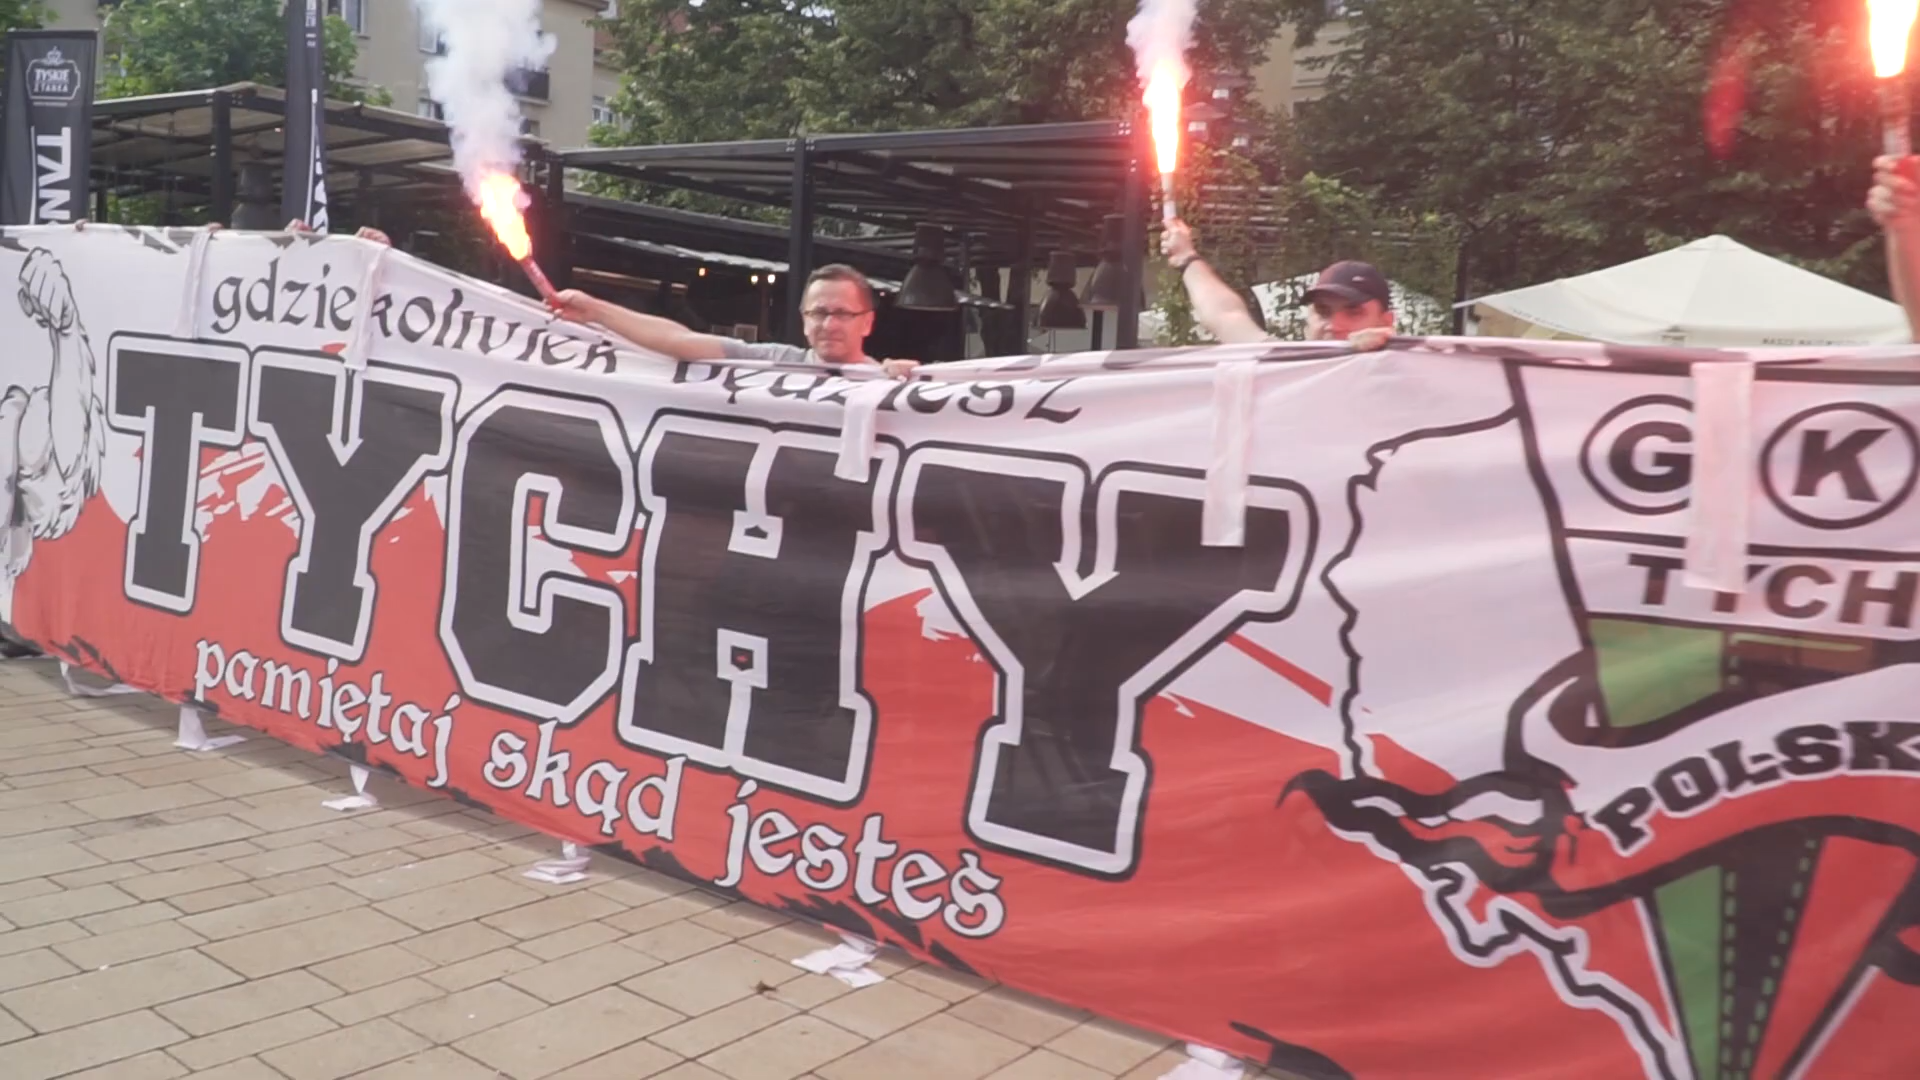 TYSKIE
gdziekolwiek będziesz
TYCHY
pamiętaj skąd jesteś
G K
TYCH
POLSK